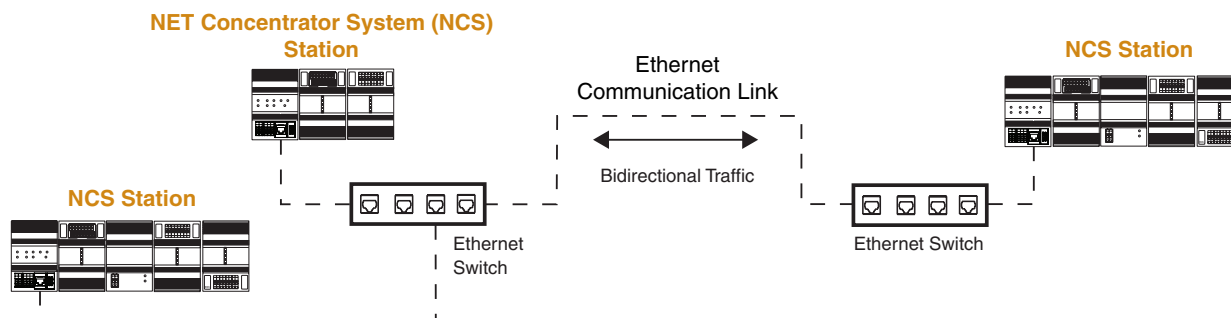 NET Concentrator System (NCS)
Station
Ethernet
Communication Link
Bidirectional Traffic
NCS Station
NCS Station
Ethernet
Switch
Ethernet Switch